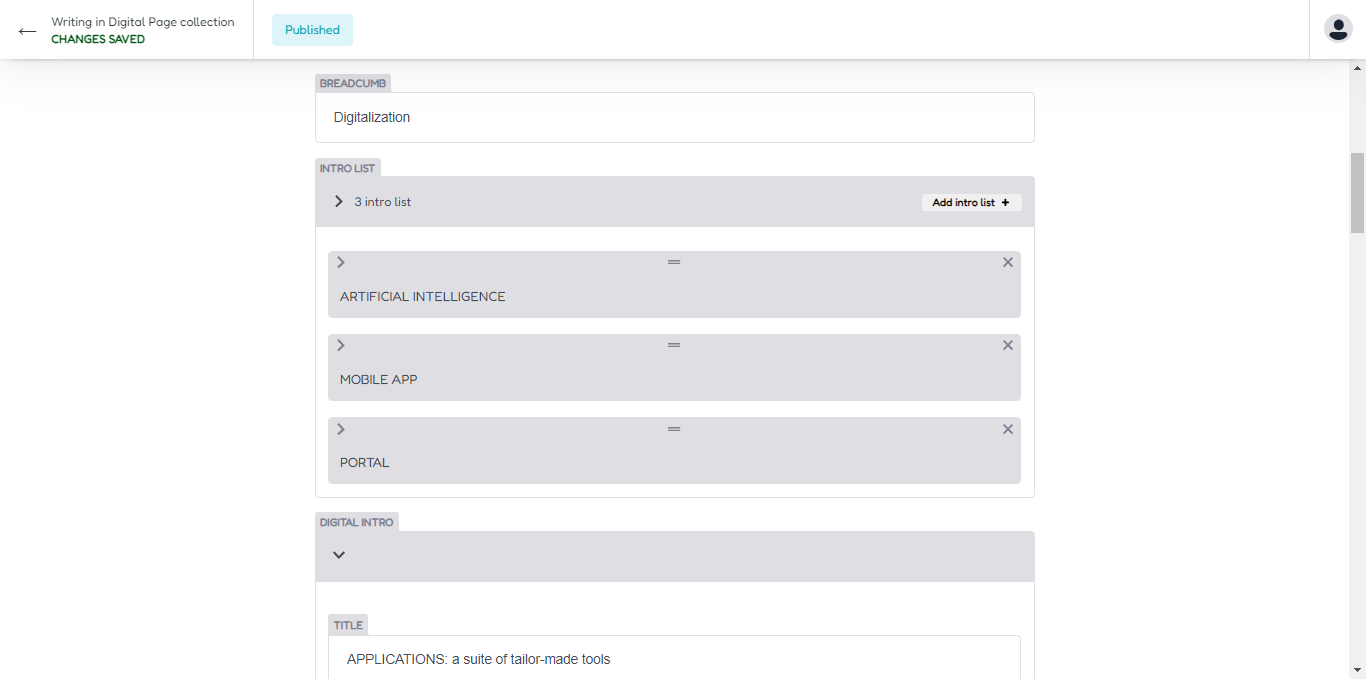 Writing in Digital Page collection
CHANGES SAVED
Published
BREADCUMB
Digitalization
INTRO LIST
3 intro list
Add intro list +
ARTIFICIAL INTELLIGENCE
MOBILE APP
PORTAL
DIGITAL INTRO
TITLE
APPLICATIONS: a suite of tailor-made tools